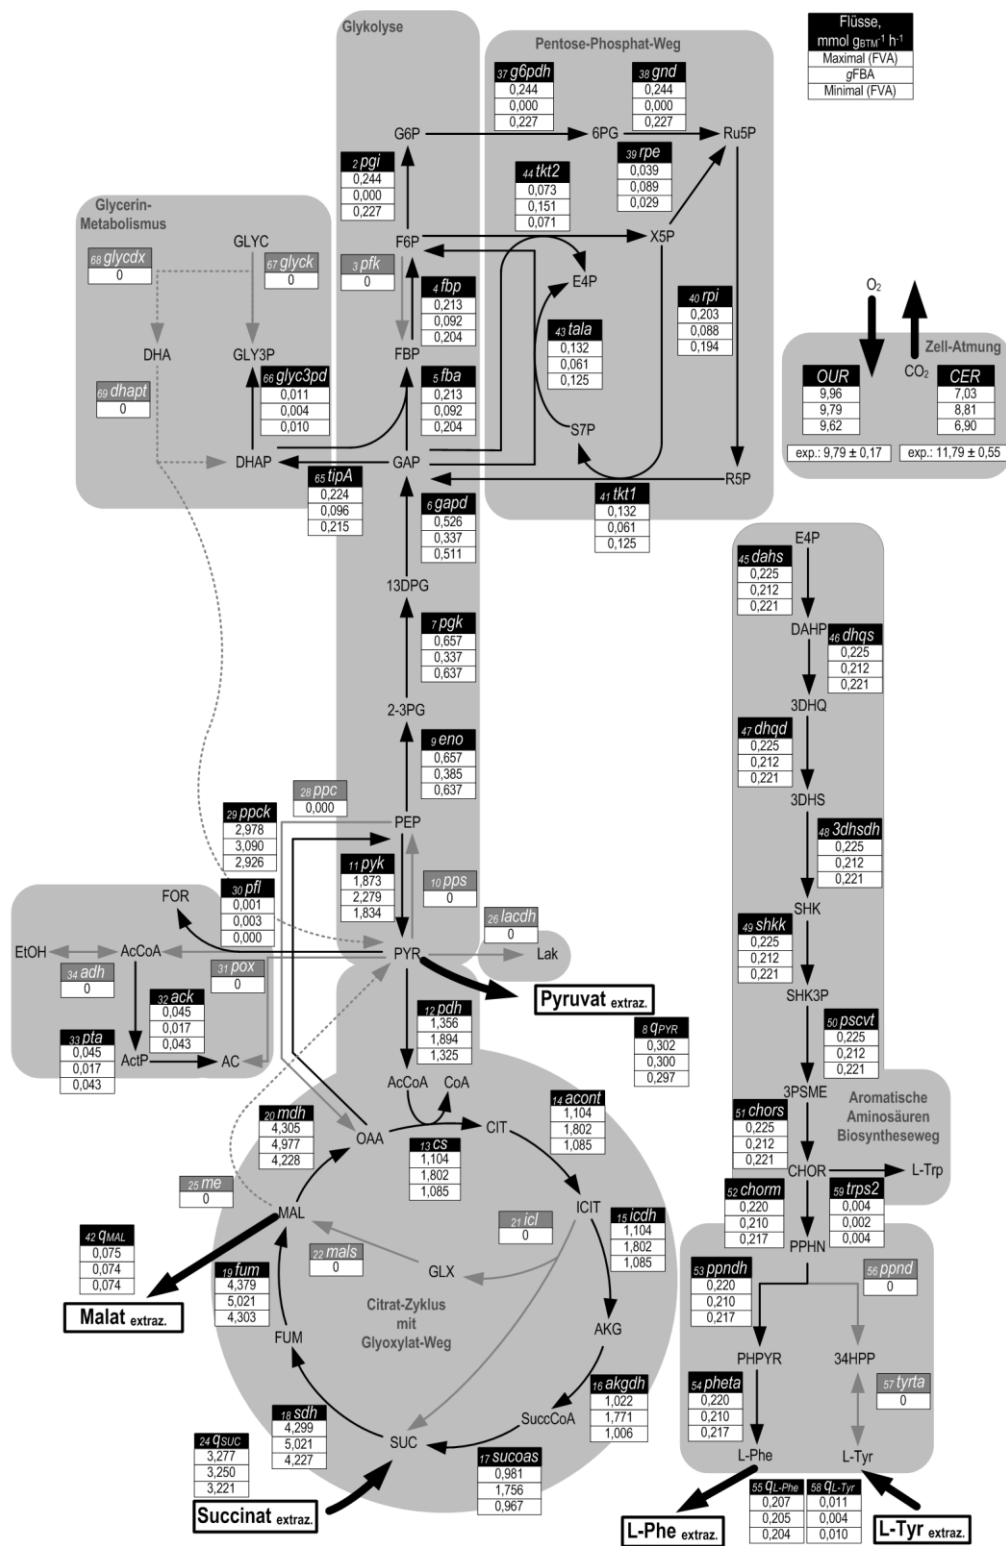 Glykolyse
Pentose-Phosphat-Weg
Flüsse,
mmol gBTM⁻¹ h⁻¹
Maximal (FVA)
gFBA
Minimal (FVA)
37 g6pdh
0,244
0,000
0,227
38 gnd
0,244
0,000
0,227
G6P
6PG
Ru5P
2 pgi
0,244
0,000
0,227
39 rpe
0,039
0,089
0,029
44 tkt2
0,073
0,151
0,071
Glycerin-
Metabolismus
GLYC
68 glycdx
0
67 glyck
0
F6P
X5P
3 pfk
0
E4P
4 fbp
0,213
0,092
0,204
40 rpi
0,203
0,088
0,194
43 tala
0,132
0,061
0,125
DHA
GLY3P
FBP
66 glyc3pd
0,011
0,004
0,010
69 dhapt
0
5 fba
0,213
0,092
0,204
S7P
DHAP
GAP
R5P
65 tipA
0,224
0,096
0,215
6 gapd
0,526
0,337
0,511
41 tkt1
0,132
0,061
0,125
O2
CO2
Zell-Atmung
OUR
9,96
9,79
9,62
CER
7,03
8,81
6,90
exp.: 9,79 ± 0,17
exp.: 11,79 ± 0,55
13DPG
7 pgk
0,657
0,337
0,637
2-3PG
9 eno
0,657
0,385
0,637
28 ppc
0,000
PEP
29 ppck
2,978
3,090
2,926
11 pyk
1,873
2,279
1,834
10 pps
0
30 pfl
0,001
0,003
0,000
26 lacdh
0
FOR
EtOH
AcCoA
PYR
Lak
34 adh
0
31 pox
0
32 ack
0,045
0,017
0,043
33 pta
0,045
0,017
0,043
ActP
AC
Pyruvat extraz.
12 pdh
1,356
1,894
1,325
8 qPYR
0,302
0,300
0,297
AcCoA
CoA
14 acont
1,104
1,802
1,085
20 mdh
4,305
4,977
4,228
OAA
CIT
13 cs
1,104
1,802
1,085
25 me
0
MAL
ICIT
21 icl
0
15 icdh
1,104
1,802
1,085
42 qMAL
0,075
0,074
0,074
22 mals
0
GLX
19 fum
4,379
5,021
4,303
Malat extraz.
Citrat-Zyklus
mit
Glyoxylat-Weg
FUM
AKG
16 akgdh
1,022
1,771
1,006
SuccCoA
18 sdh
4,299
5,021
4,227
SUC
17 sucoas
0,981
1,756
0,967
24 qSUC
3,277
3,250
3,221
Succinat extraz.
E4P
45 dahs
0,225
0,212
0,221
DAHP
46 dhqs
0,225
0,212
0,221
3DHQ
47 dhqd
0,225
0,212
0,221
3DHS
48 3dhsdh
0,225
0,212
0,221
SHK
49 shkk
0,225
0,212
0,221
SHK3P
50 pscvt
0,225
0,212
0,221
3PSME
Aromatische
Aminosäuren
Biosyntheseweg
51 chors
0,225
0,212
0,221
CHOR
L-Trp
52 chorm
0,220
0,210
0,217
59 trps2
0,004
0,002
0,004
PPHN
53 ppndh
0,220
0,210
0,217
56 ppnd
0
PHPYR
34HPP
54 pheta
0,220
0,210
0,217
57 tyrta
0
L-Phe
L-Tyr
55 qL-Phe
0,207
0,205
0,204
58 qL-Tyr
0,011
0,004
0,010
L-Phe extraz.
L-Tyr extraz.